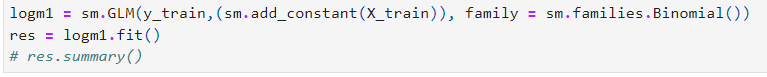 logm1 = sm.GLM(y_train,(sm.add_constant(X_train)), family = sm.families.Binomial())
res = logm1.fit()
# res.summary()